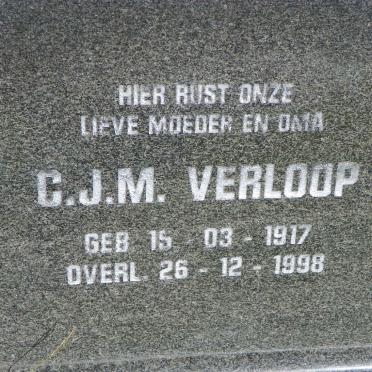 HIER RUST ONZE
LIEVE MOEDER EN OMA
C.J.M. VERLOOP
GEB 15 - 03 - 1917
OVERL. 26 - 12 - 1998